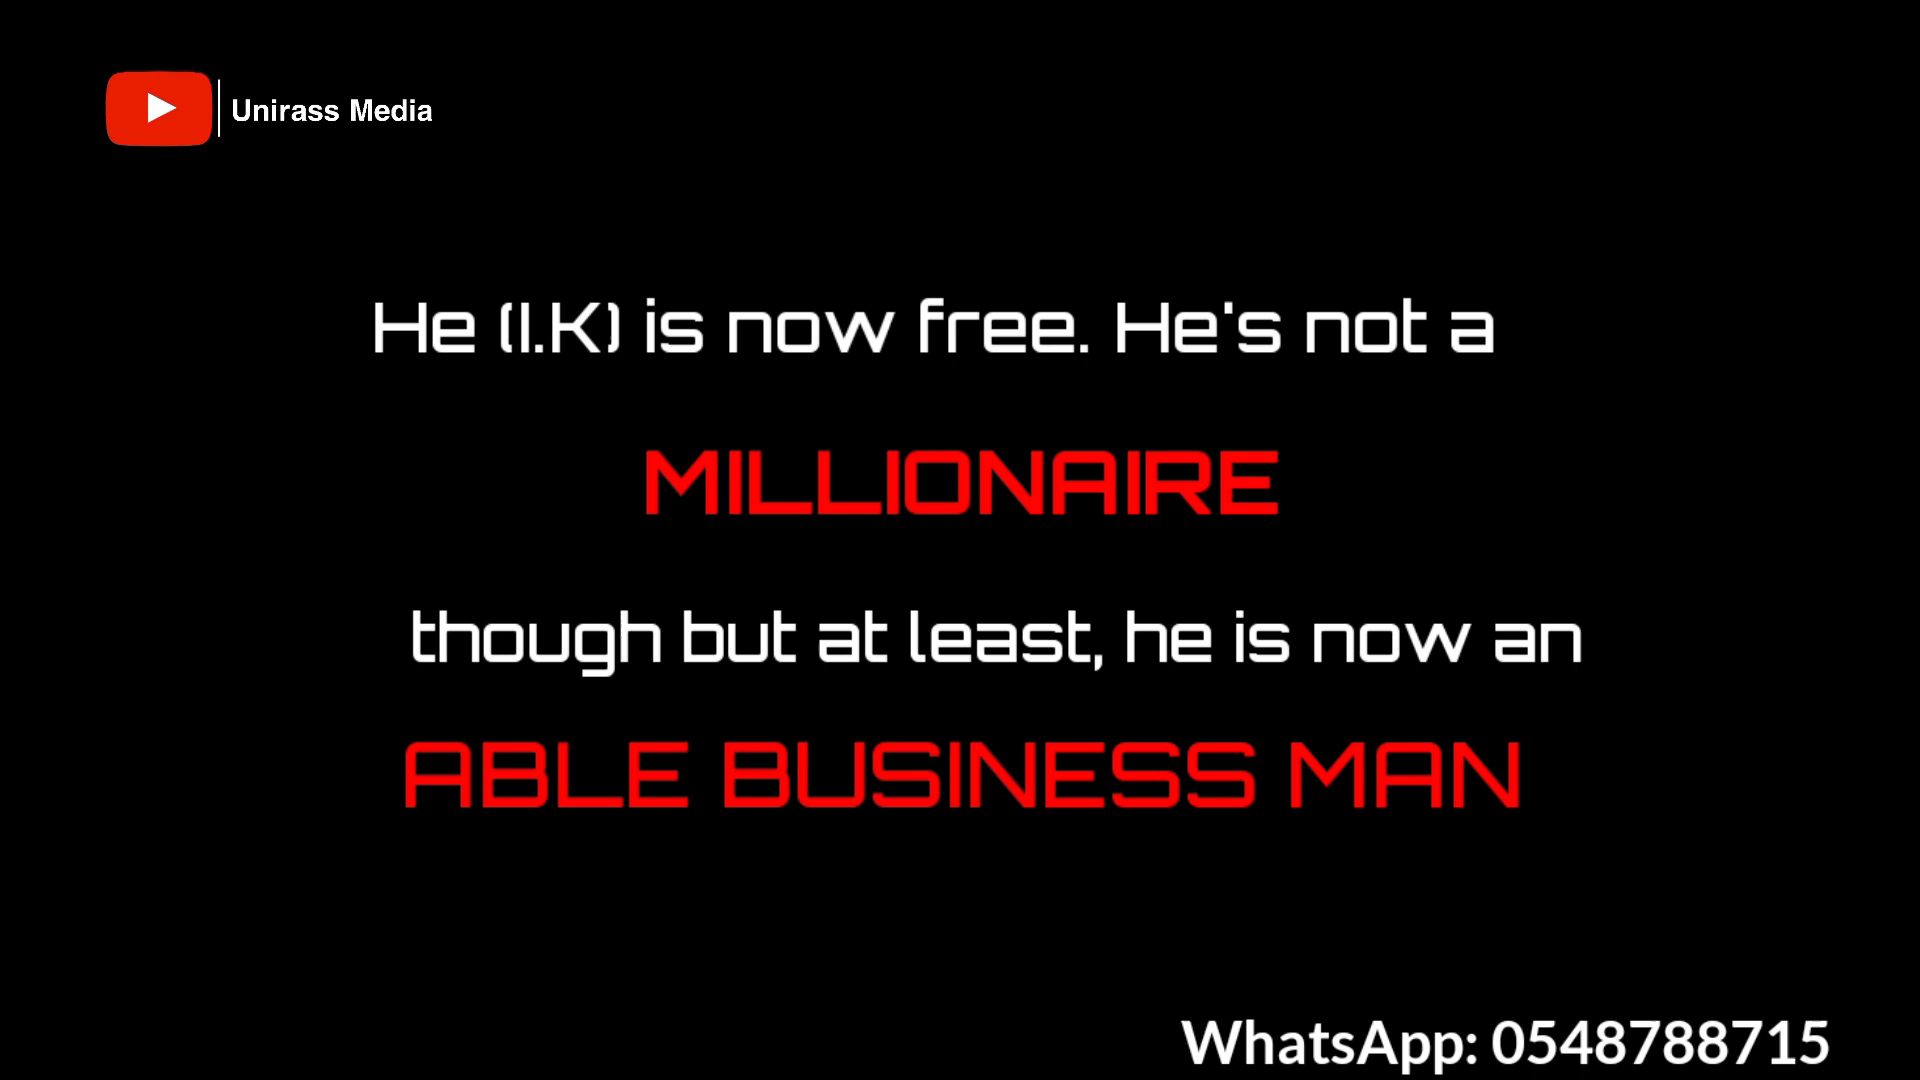 Unirass Media
He (I.K) is now free. He's not a
MILLIONAIRE
though but at least, he is now an
ABLE BUSINESS MAN
WhatsApp: 0548788715